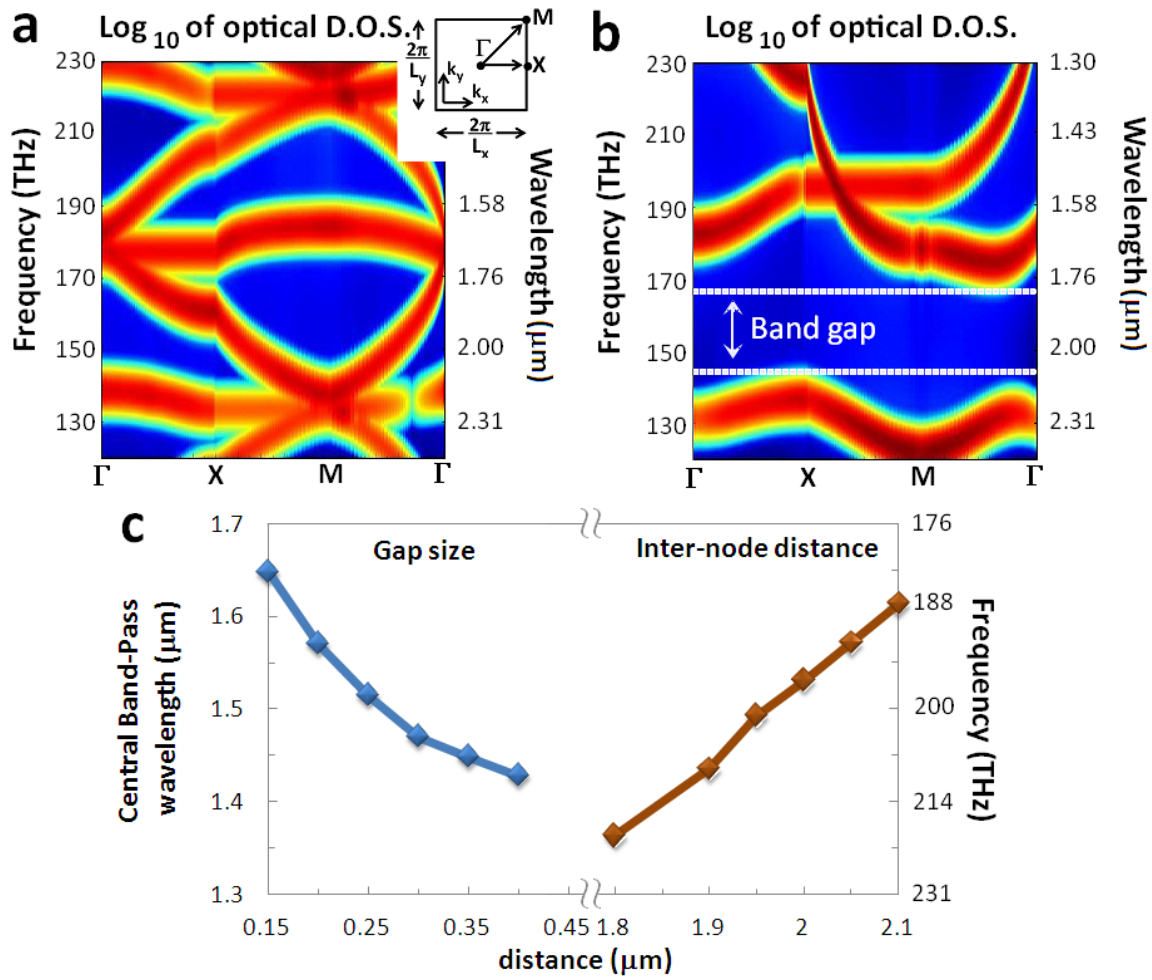 a
Log 10 of optical D.O.S.
230
210
190
170
150
130
Frequency (THz)
Γ X M Γ
1.58
1.76
2.00
2.31
Wavelength (μm)
M
Γ
X
ky
kx
2π
Ly
2π
Lx
b
Log 10 of optical D.O.S.
230
210
190
170
150
130
Frequency (THz)
Band gap
Γ X M Γ
1.30
1.43
1.58
1.76
2.00
2.31
Wavelength (μm)
c
Gap size
Inter-node distance
1.7
1.6
1.5
1.4
1.3
Central Band-Pass
wavelength (μm)
176
188
200
214
231
Frequency (THz)
0.15 0.25 0.35 0.45 1.8 1.9 2 2.1
distance (μm)